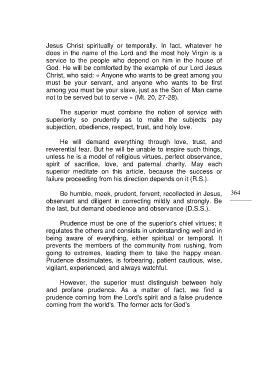 Jesus Christ spiritually or temporally. In fact, whatever he
does in the name of the Lord and the most holy Virgin is a
service to the people who depend on him in the house of
God. He will be comforted by the example of our Lord Jesus
Christ, who said: « Anyone who wants to be great among you
must be your servant, and anyone who wants to be first
among you must be your slave, just as the Son of Man came
not to be served but to serve » (Mt. 20, 27-28).
The superior must combine the notion of service with
superiority so prudently as to make the subjects pay
subjection, obedience, respect, trust, and holy love.
He will demand everything through love, trust, and
reverential fear. But he will be unable to inspire such things,
unless he is a model of religious virtues, perfect observance,
spirit of sacrifice, love, and paternal charity. May each
superior meditate on this article, because the success or
failure proceeding from his direction depends on it (R.S.).
Be humble, meek, prudent, fervent, recollected in Jesus,
observant and diligent in correcting mildly and strongly. Be
the last, but demand obedience and observance (D.S.S.).
364
Prudence must be one of the superior's chief virtues; it
regulates the others and consists in understanding well and in
being aware of everything, either spiritual or temporal. It
prevents the members of the community from rushing, from
going to extremes, leading them to take the happy mean.
Prudence dissimulates, is forbearing, patient cautious, wise,
vigilant, experienced, and always watchful.
However, the superior must distinguish between holy
and profane prudence. As a matter of fact, we find a
prudence coming from the Lord's spirit and a false prudence
coming from the world's. The former acts for God's